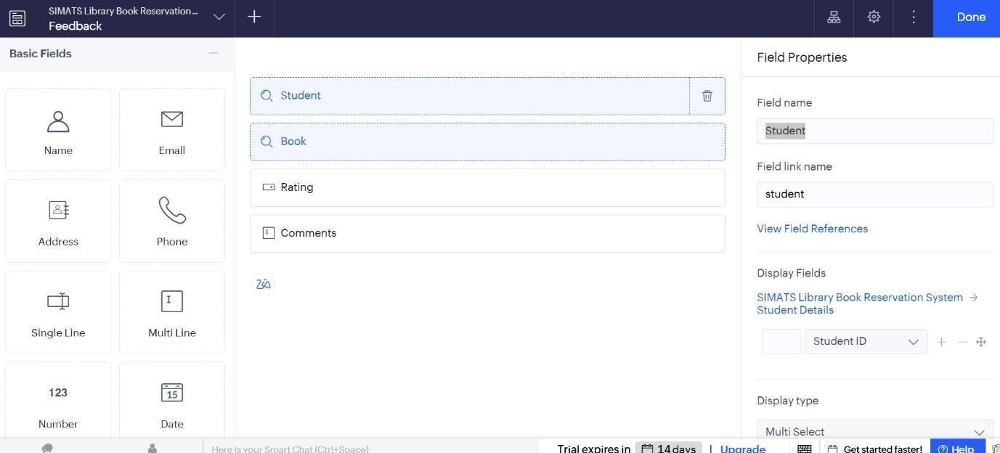 SIMATS Library Book Reservation ...
Feedback
Done
Basic Fields
Name
Email
Address
Phone
Single Line
Multi Line
123
Number
15
Date
Student
Book
Rating
Comments
Field Properties
Field name
Student
Field link name
student
View Field References
Display Fields
SIMATS Library Book Reservation System
Student Details
Student ID
Display type
Multi Select
Here is your Smart Chat (Ctrl+Space)
Trial expires in 14 days | Upgrade
Get started faster!
Help